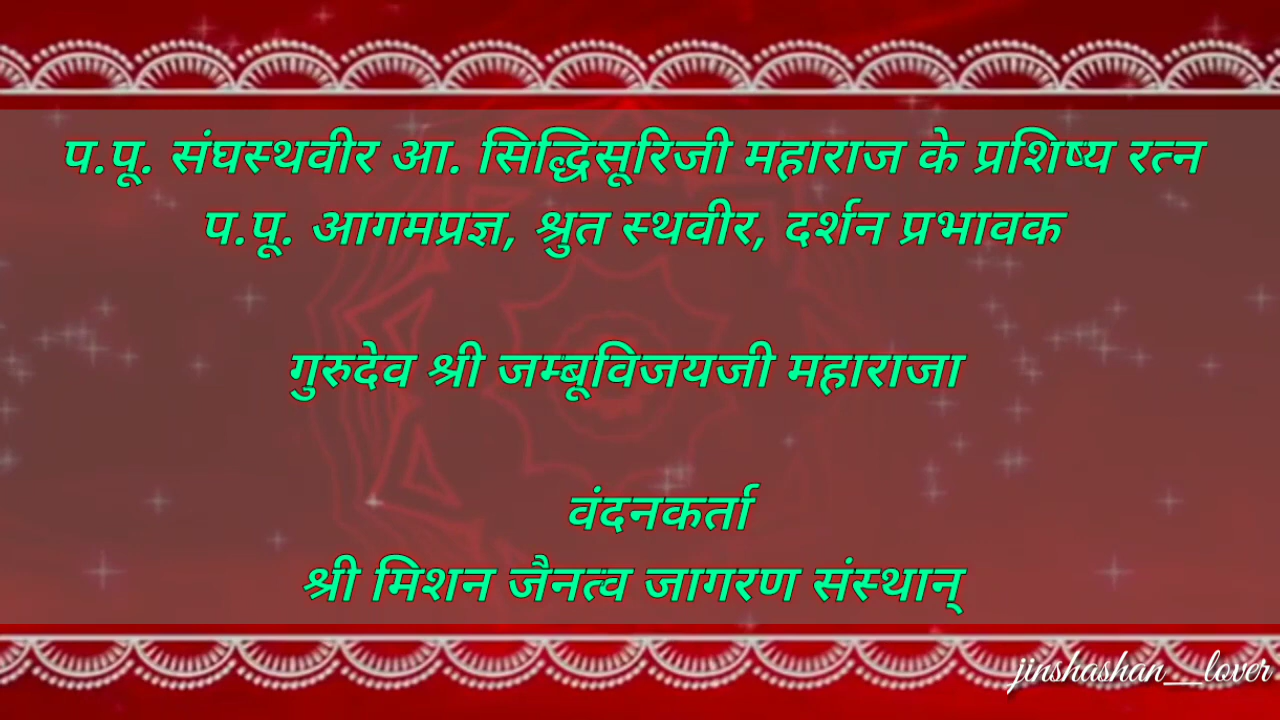 प.पू. संघस्थवीर आ. सिद्धिसूरिजी महाराज के प्रशिष्य रत्न
प.पू. आगमप्रज्ञ, श्रुत स्थवीर, दर्शन प्रभावक
गुरुदेव श्री जम्बूविजयजी महाराजा
वंदनकर्ता
श्री मिशन जैनत्व जागरण संस्थान्
jinshashan__lover